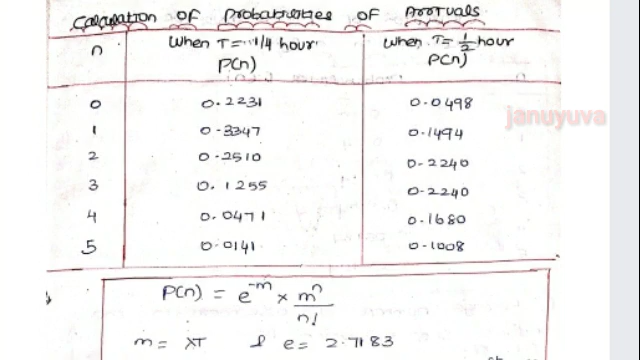 Calculation of Probabilities of Arrivals
n
When T = 1/4 hour
P(n)
When T = 1/2 hour
P(n)
0 0.2231 0.0498
1 0.3347 0.1494
2 0.2510 0.2240
3 0.1255 0.2240
4 0.0471 0.1680
5 0.0141 0.1008
januyuva
P(n) = e^-m × m^n / n!
m = λT & e = 2.7183